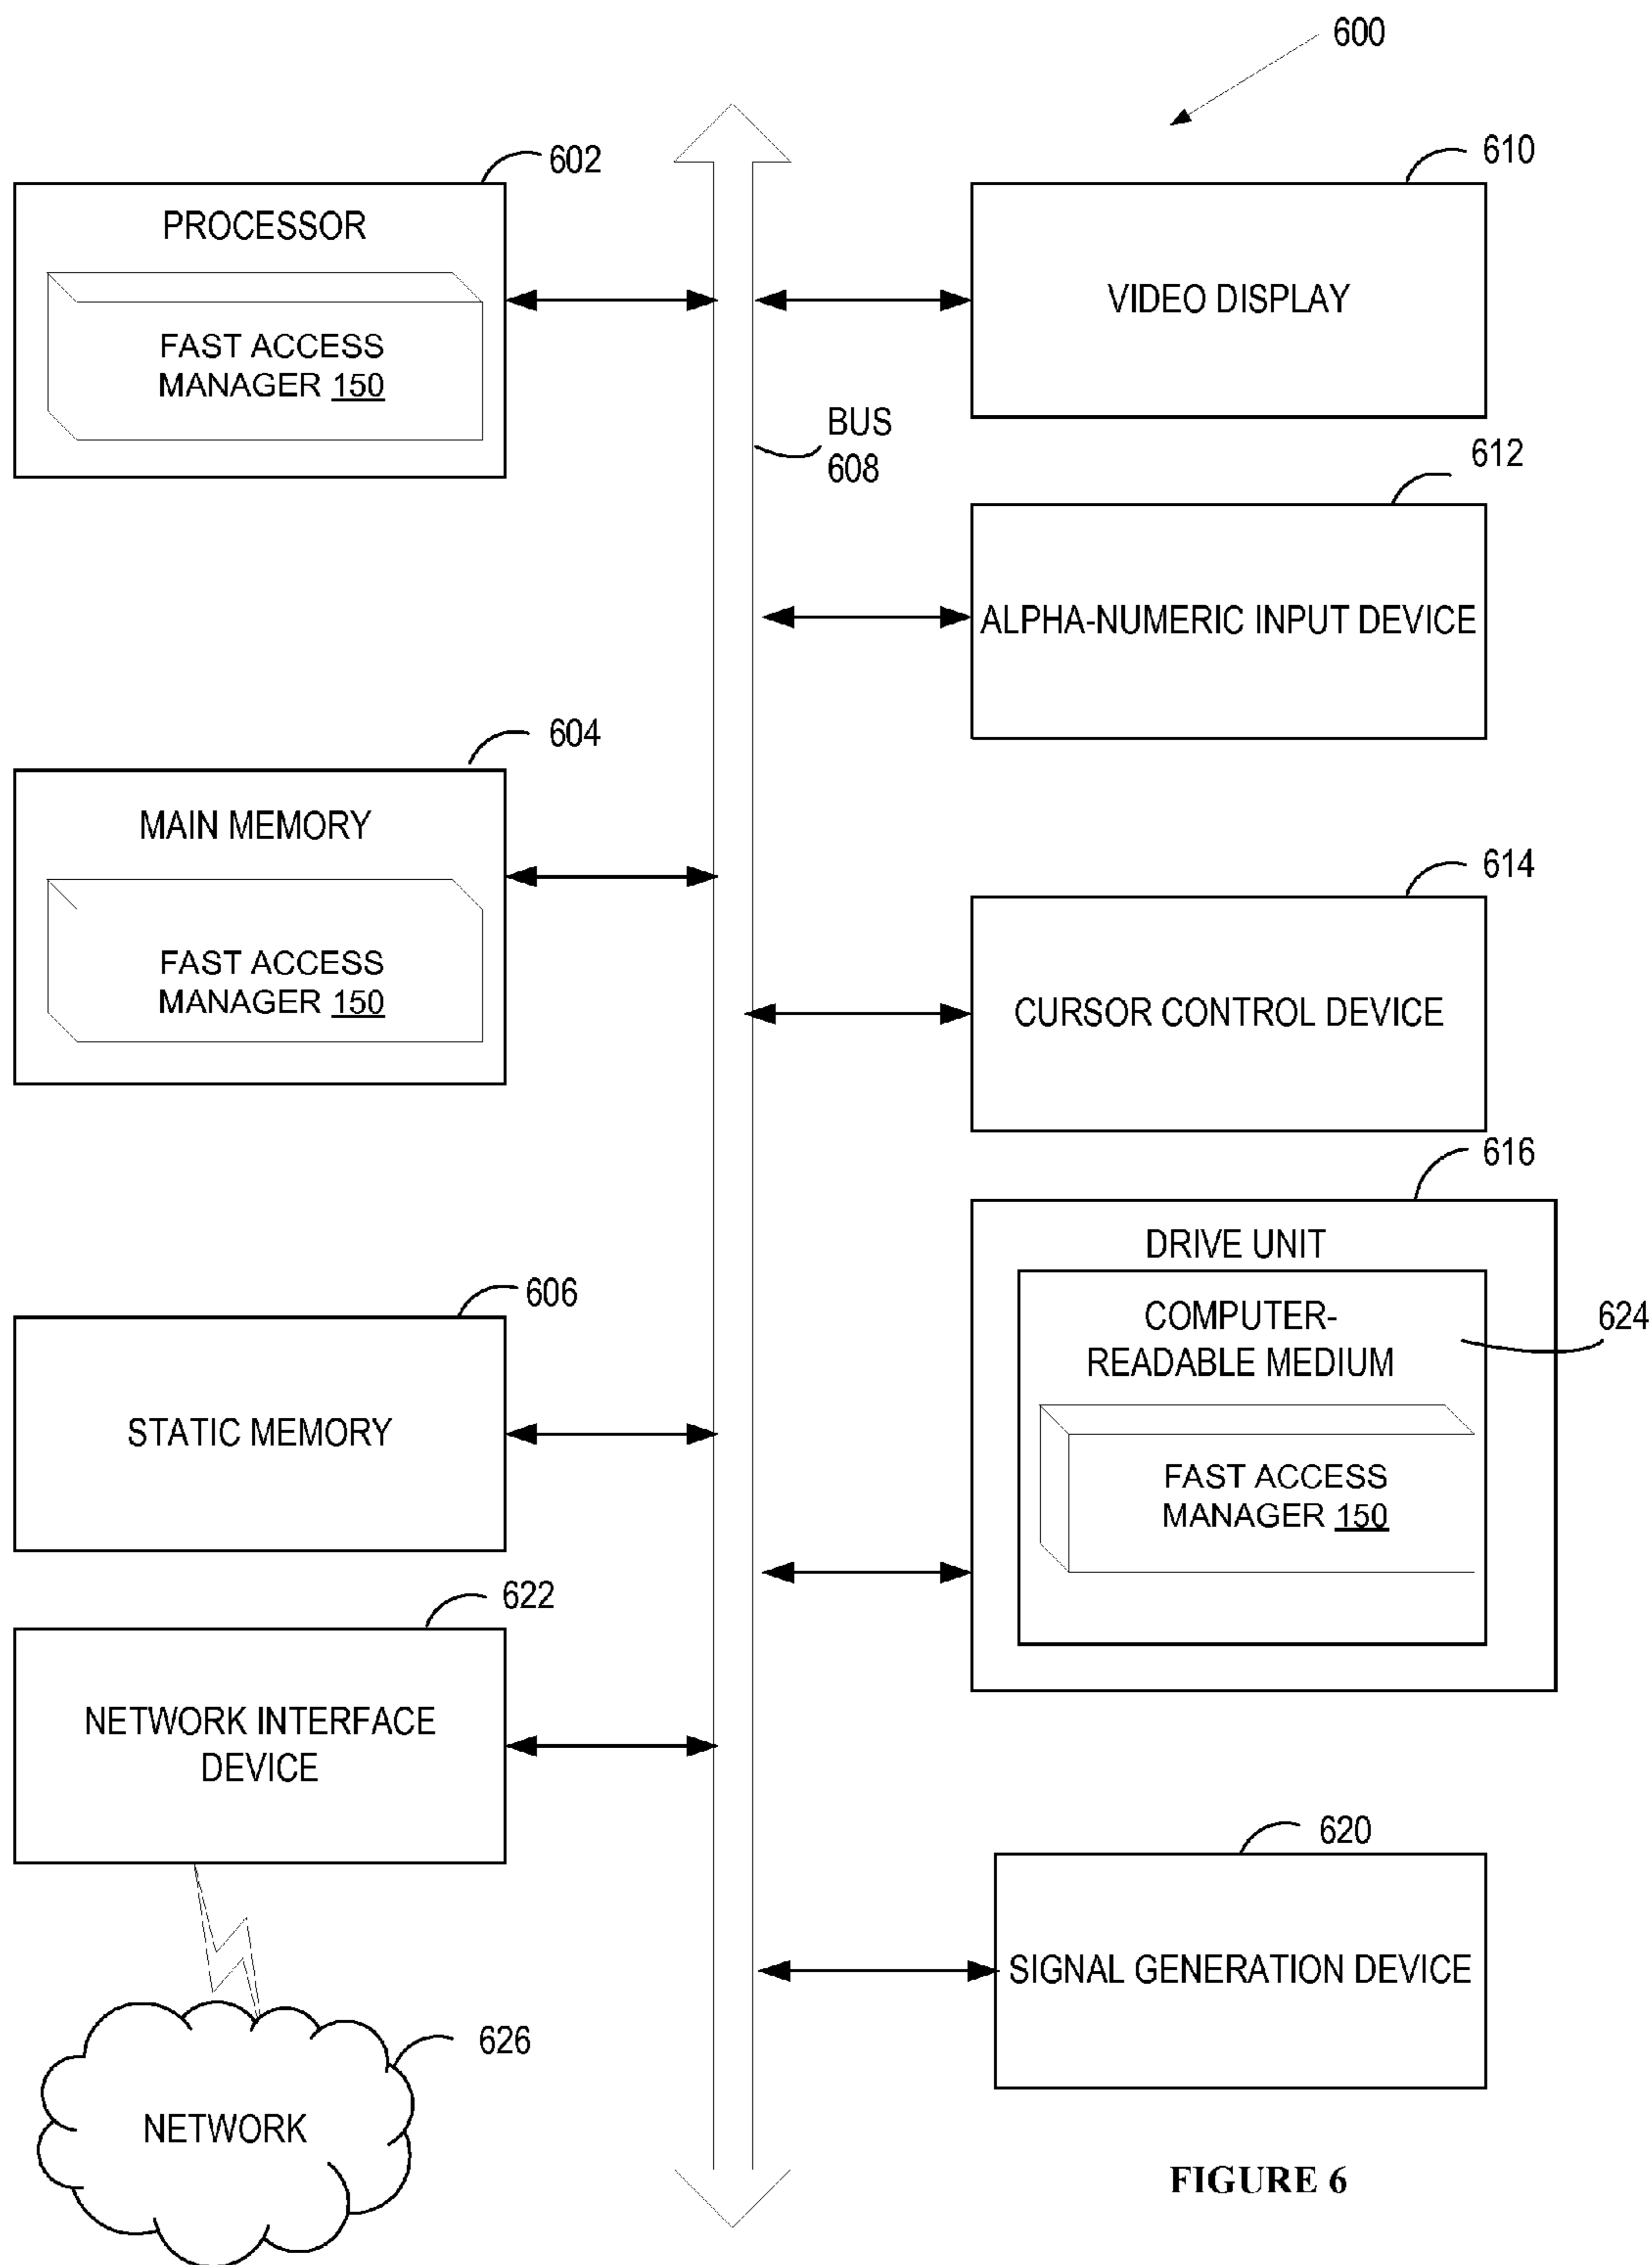 600
602
PROCESSOR
FAST ACCESS
MANAGER 150
610
VIDEO DISPLAY
BUS
608
612
ALPHA-NUMERIC INPUT DEVICE
604
MAIN MEMORY
FAST ACCESS
MANAGER 150
614
CURSOR CONTROL DEVICE
616
DRIVE UNIT
COMPUTER-
READABLE MEDIUM
624
FAST ACCESS
MANAGER 150
606
STATIC MEMORY
622
NETWORK INTERFACE
DEVICE
620
SIGNAL GENERATION DEVICE
626
NETWORK
FIGURE 6